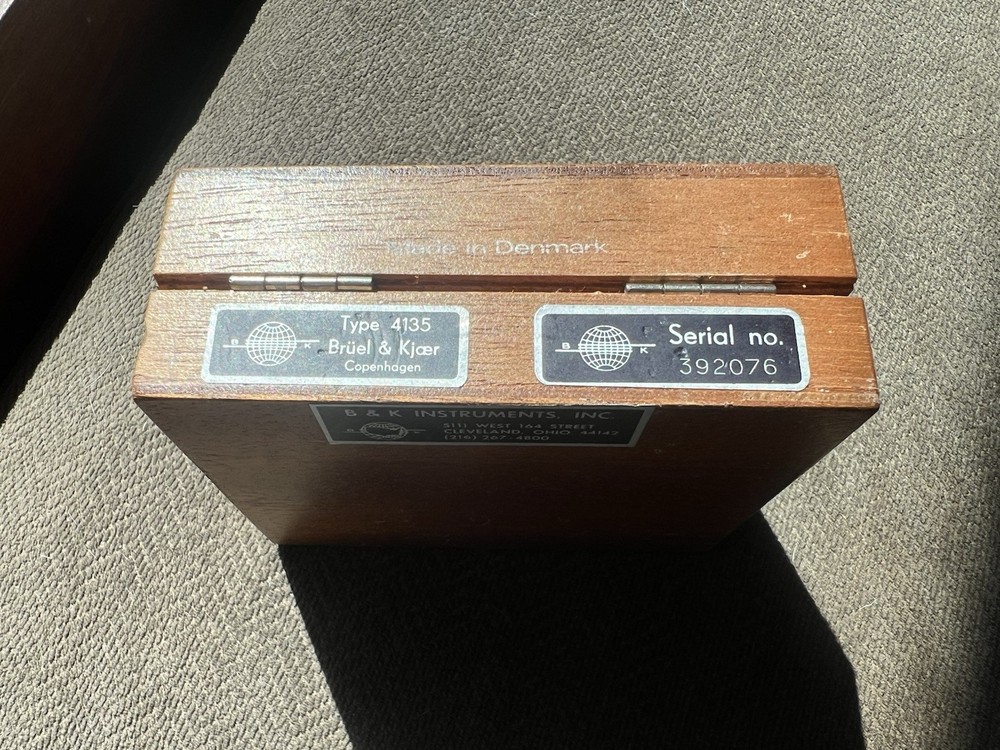 Made in Denmark
Type 4135
Brüel & Kjær
Copenhagen
B K
Serial no.
392076
B K
B & K INSTRUMENTS, INC.
5111 WEST 164 STREET
CLEVELAND, OHIO 44142
(216) 267-4800
B K